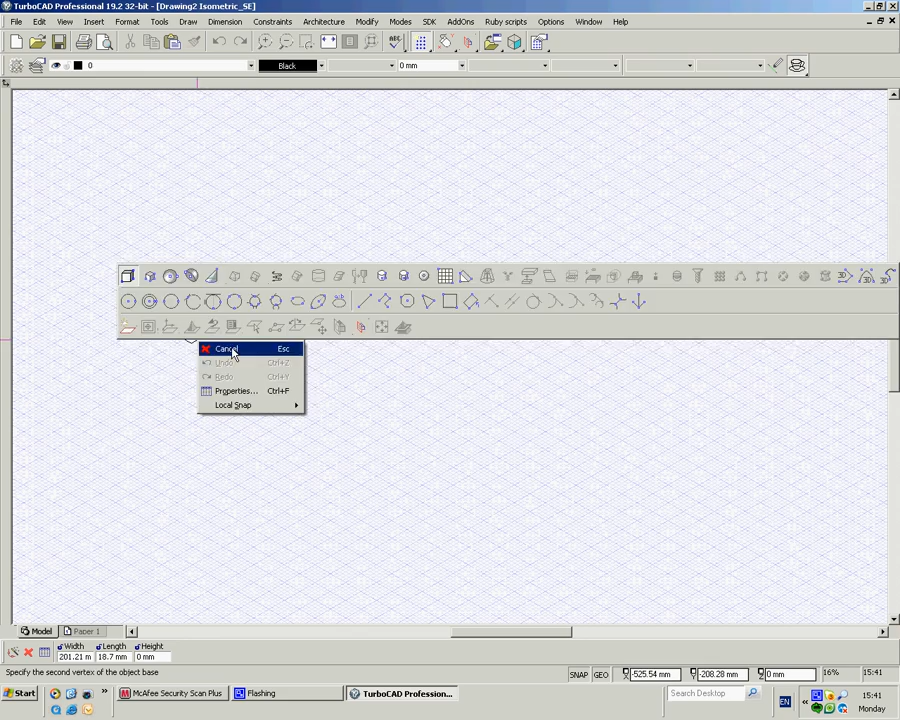 TurboCAD Professional 19.2 32-bit - [Drawing2 Isometric_SE]
File Edit View Insert Format Tools Draw Dimension Constraints Architecture Modify Modes SDK AddOns Ruby scripts Options Window Help
0 Black 0 mm
Cancel Esc
Undo Ctrl+Z
Redo Ctrl+Y
Properties... Ctrl+F
Local Snap
Model Paper 1
Width Length Height
201.21 m 18.7 mm 0 mm
Specify the second vertex of the object base SNAP GEO -525.54 mm -208.28 mm 0 mm 16% 15:41
Start McAfee Security Scan Plus Flashing TurboCAD Profession... Search Desktop EN 15:41
Monday